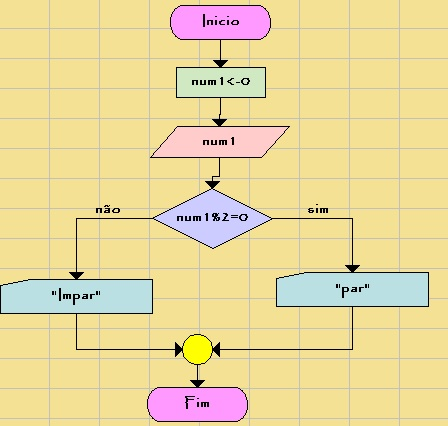 Inicio
num1<-0
num1
num1%2=0
não
sim
"Impar"
"par"
Fim